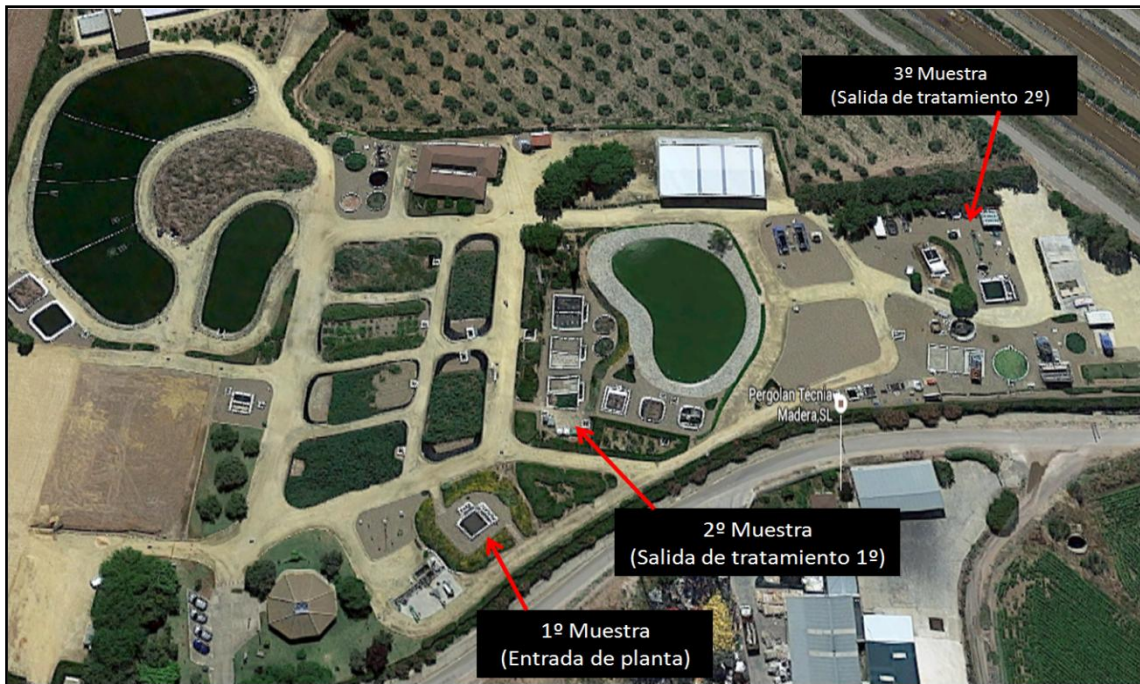 3º Muestra
(Salida de tratamiento 2º)
Pergolan Tecnia
Madera,SL
2º Muestra
(Salida de tratamiento 1º)
1º Muestra
(Entrada de planta)